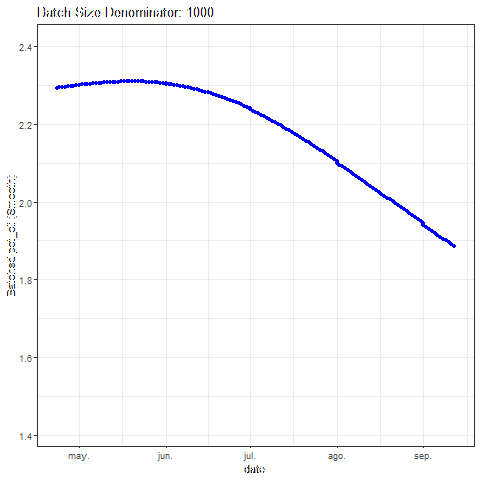 Batch Size Denominator: 1000
2.4
2.2
2.0
1.8
1.6
1.4
may.
jun.
jul.
ago.
sep.
date